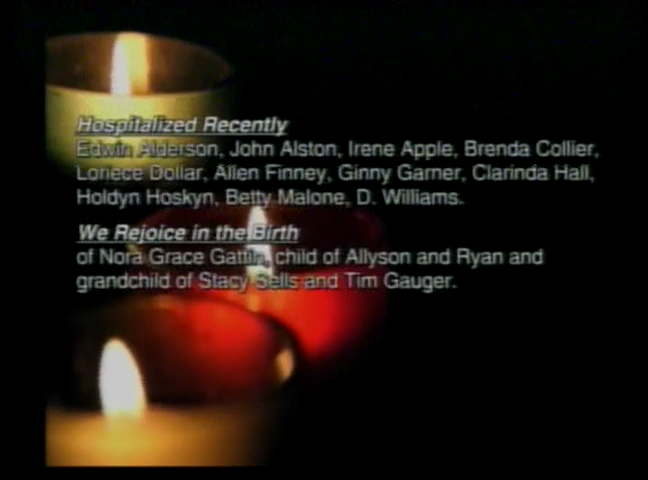 Hospitalized Recently
Edwin Alderson, John Alston, Irene Apple, Brenda Collier,
Loriece Dollar, Allen Finney, Ginny Garner, Clarinda Hall,
Holdyn Hoskyn, Betty Malone, D. Williams.
We Rejoice in the Birth
of Nora Grace Gattin, child of Allyson and Ryan and
grandchild of Stacy Sells and Tim Gauger.